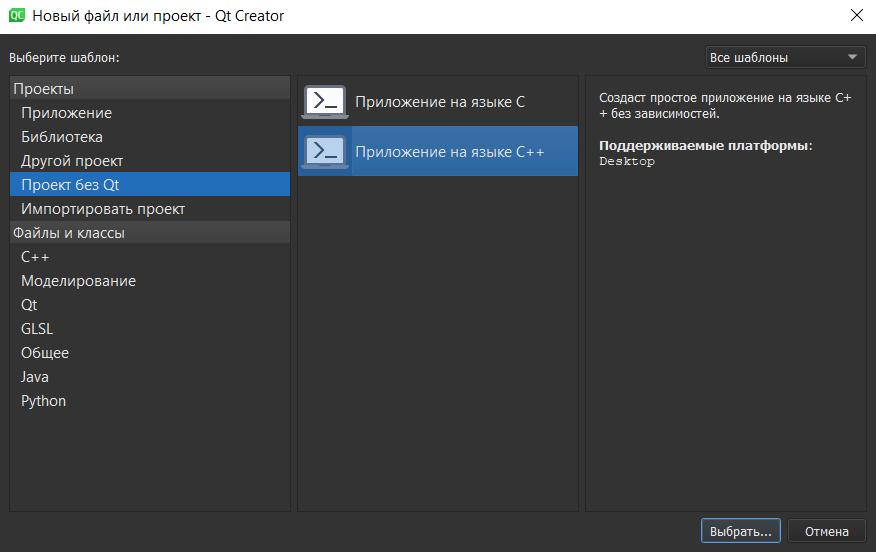 QC Новый файл или проект - Qt Creator
Выберите шаблон:
Все шаблоны
Проекты
Приложение
Библиотека
Другой проект
Проект без Qt
Импортировать проект
Файлы и классы
C++
Моделирование
Qt
GLSL
Общее
Java
Python
Приложение на языке C
Приложение на языке C++
Создаст простое приложение на языке C+
+ без зависимостей.
Поддерживаемые платформы:
Desktop
Выбрать...
Отмена